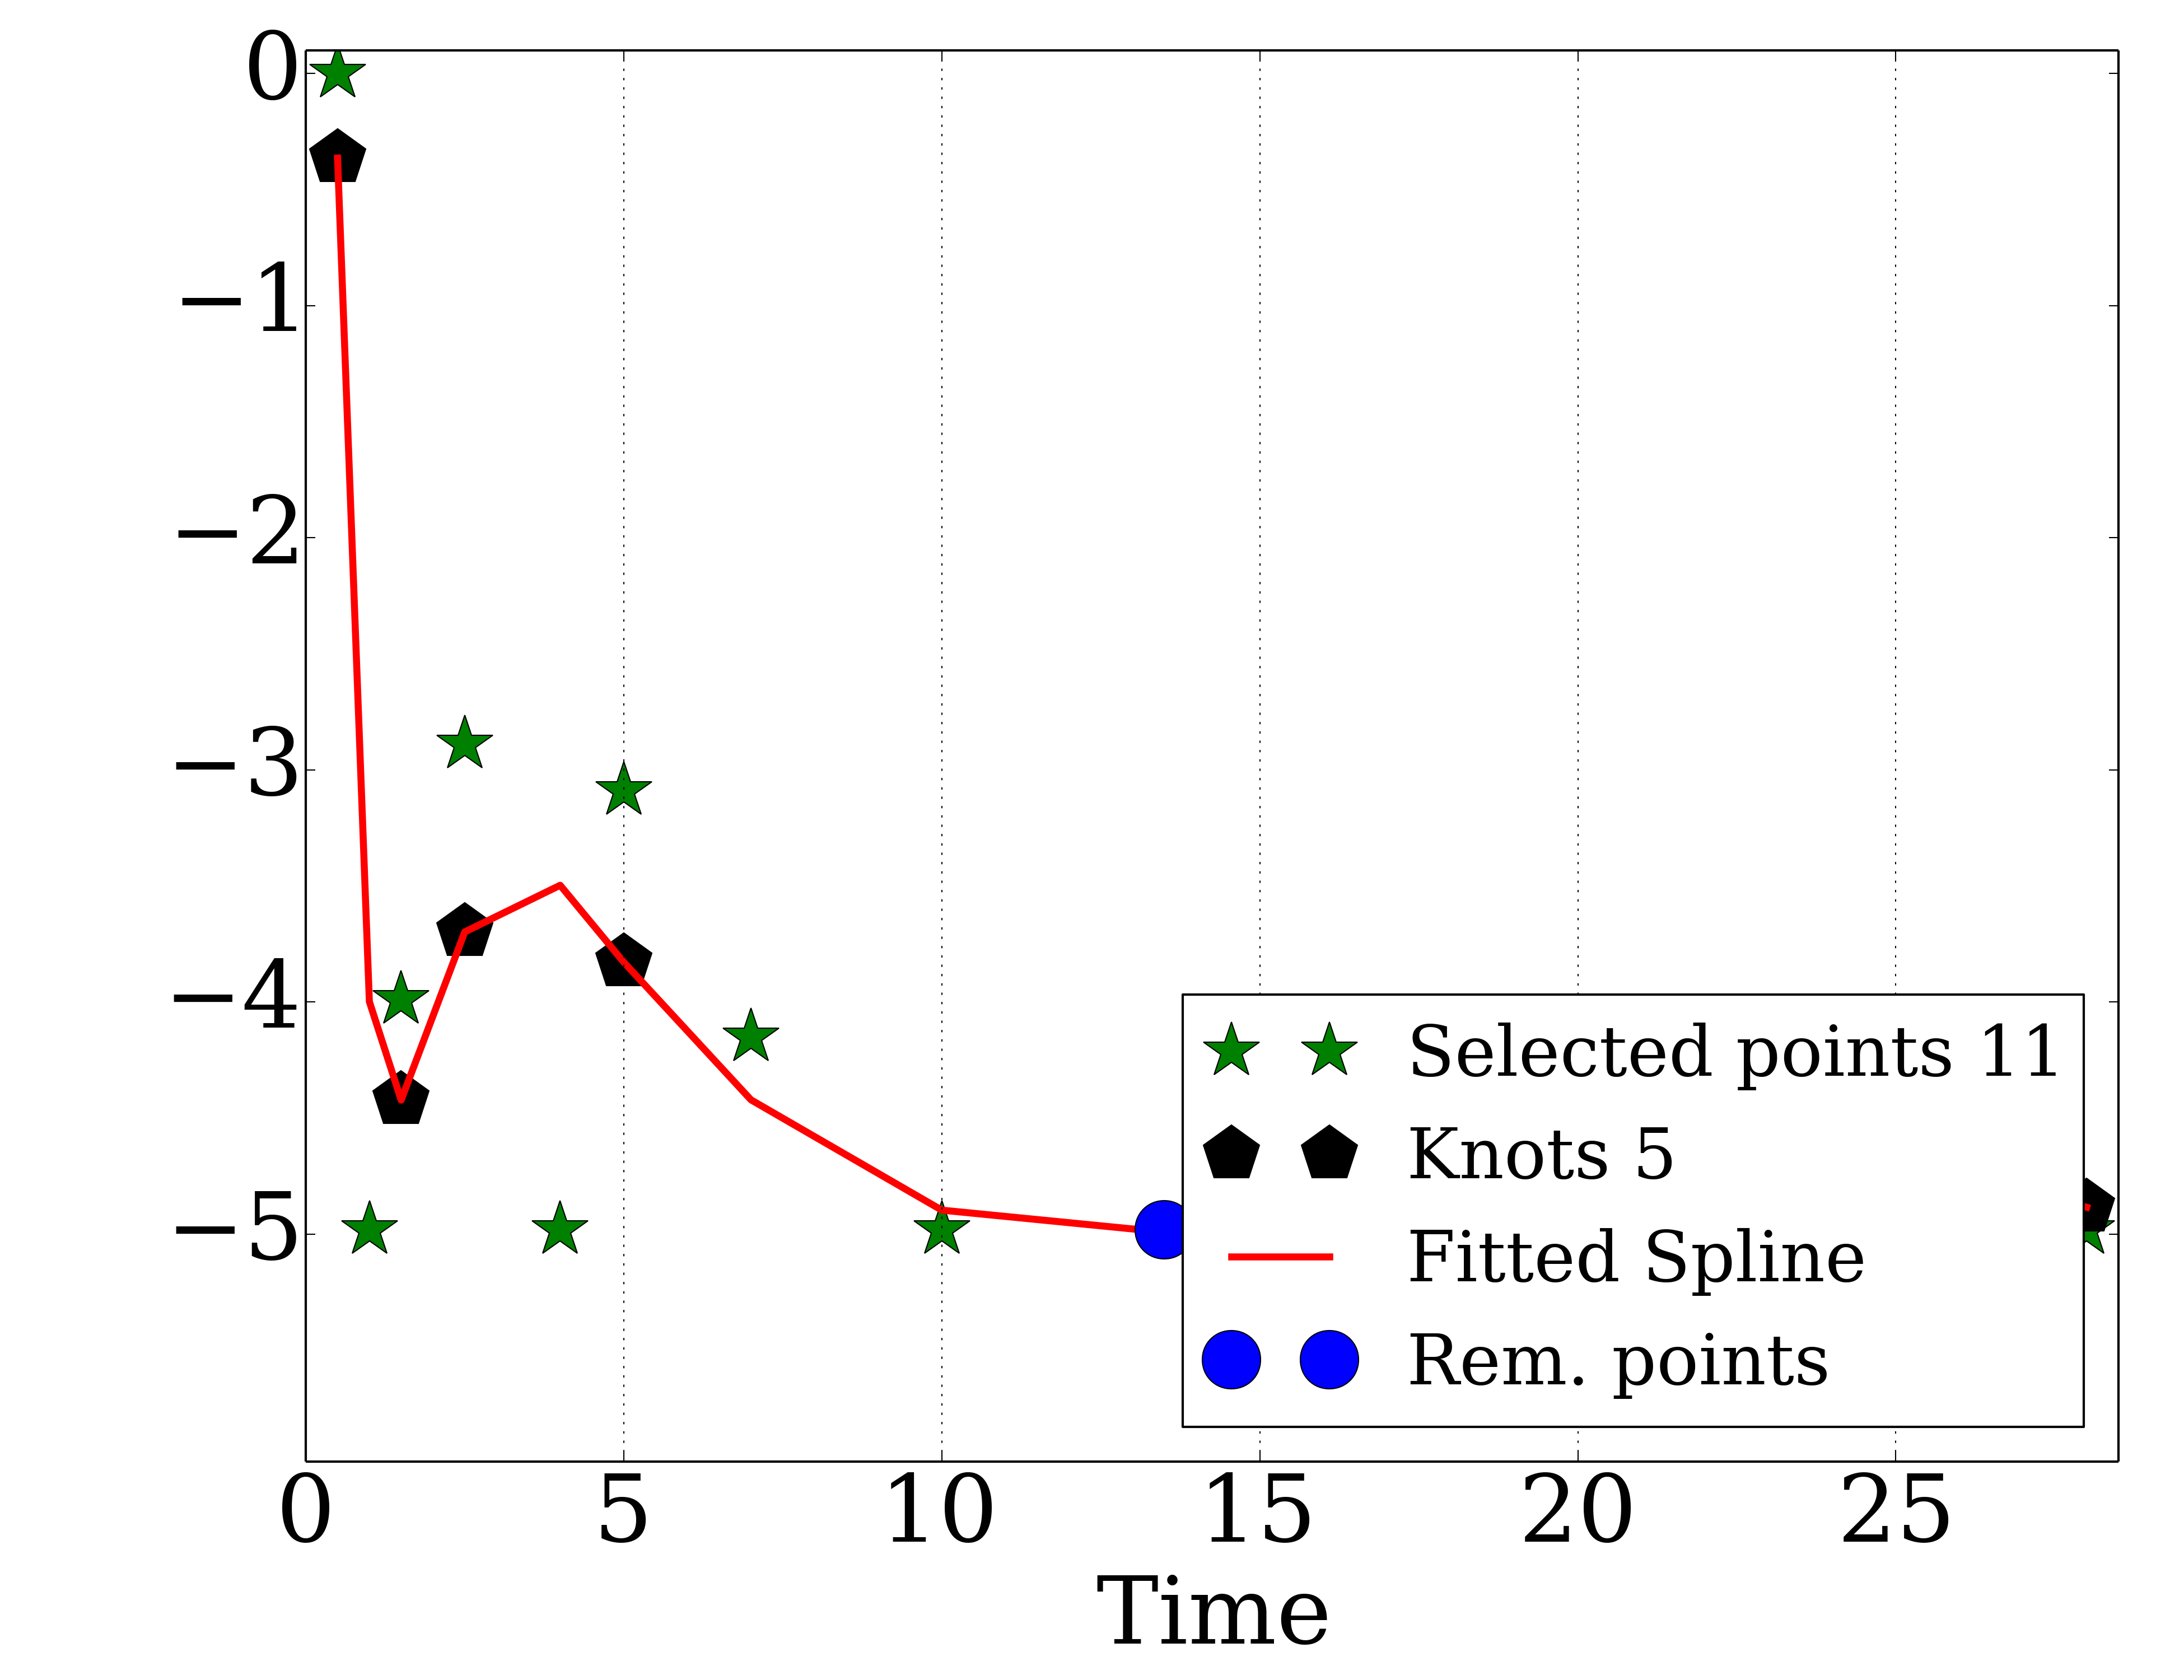 0
−1
−2
−3
−4
−5
Selected points 11
Knots 5
Fitted Spline
Rem. points
0 5 10 15 20 25
Time